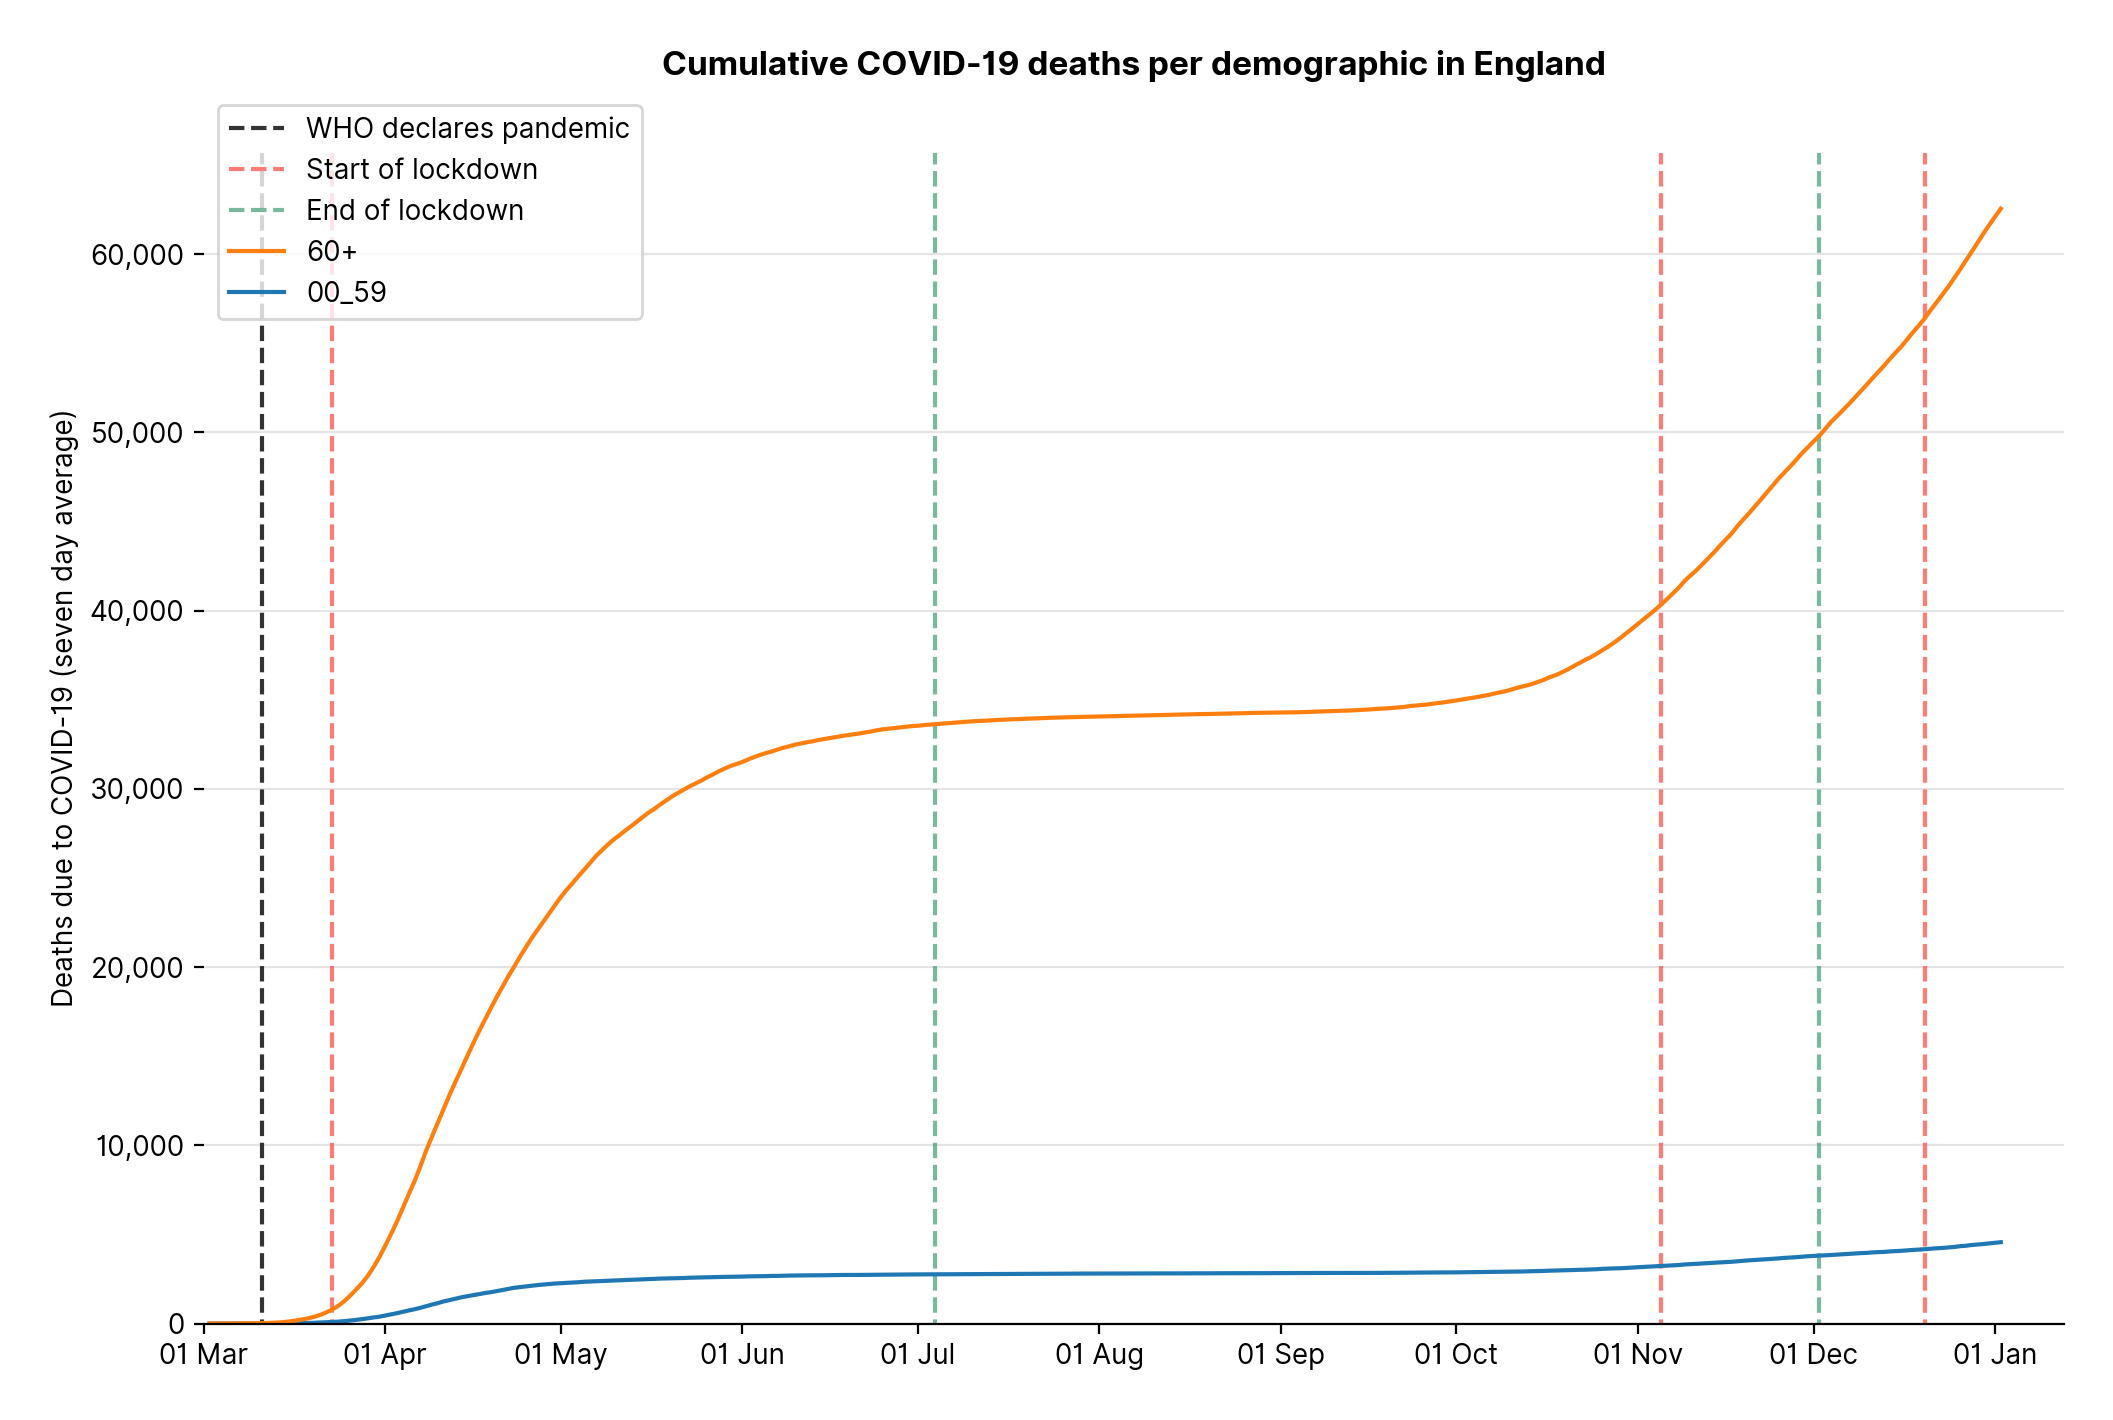 Cumulative COVID-19 deaths per demographic in England
WHO declares pandemic
Start of lockdown
End of lockdown
60+
00_59
Deaths due to COVID-19 (seven day average)
60,000
50,000
40,000
30,000
20,000
10,000
0
01 Mar
01 Apr
01 May
01 Jun
01 Jul
01 Aug
01 Sep
01 Oct
01 Nov
01 Dec
01 Jan